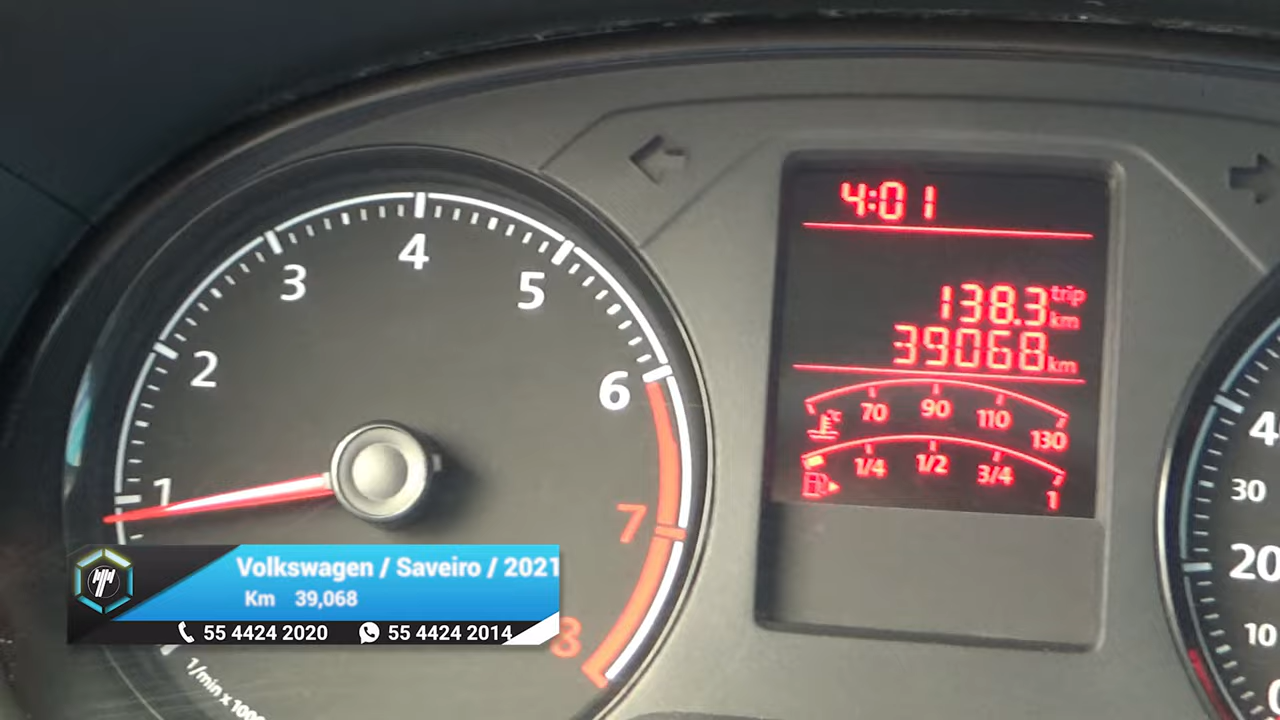 4:01
138.3 trip km
39068 km
70 90 110 130
1/4 1/2 3/4 1
1 2 3 4 5 6 7 8
1/min x 1000
40
30
20
10
0
Volkswagen / Saveiro / 2021
Km 39,068
55 4424 2020 55 4424 2014